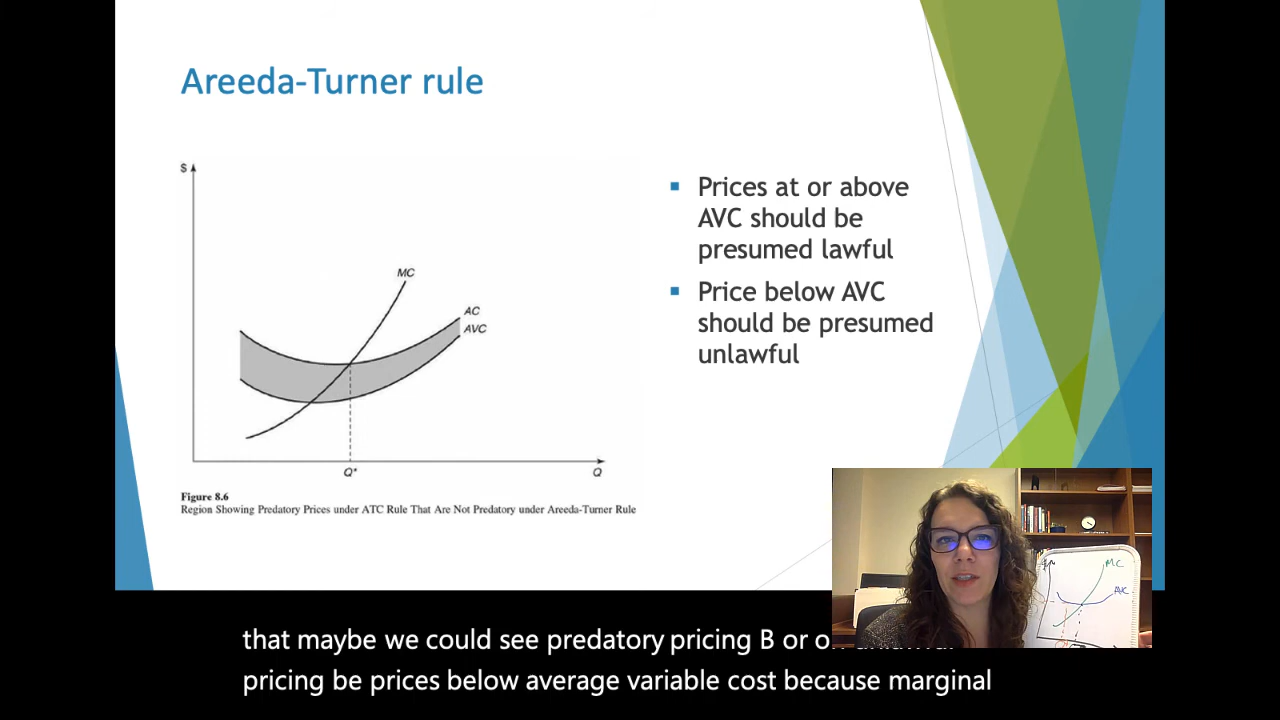 Areeda-Turner rule
$
MC
AC
AVC
Q*
Q
Figure 8.6
Region Showing Predatory Prices under ATC Rule That Are Not Predatory under Areeda-Turner Rule
▪ Prices at or above
AVC should be
presumed lawful
▪ Price below AVC
should be presumed
unlawful
MC
AVC
that maybe we could see predatory pricing B or
pricing be prices below average variable cost because marginal